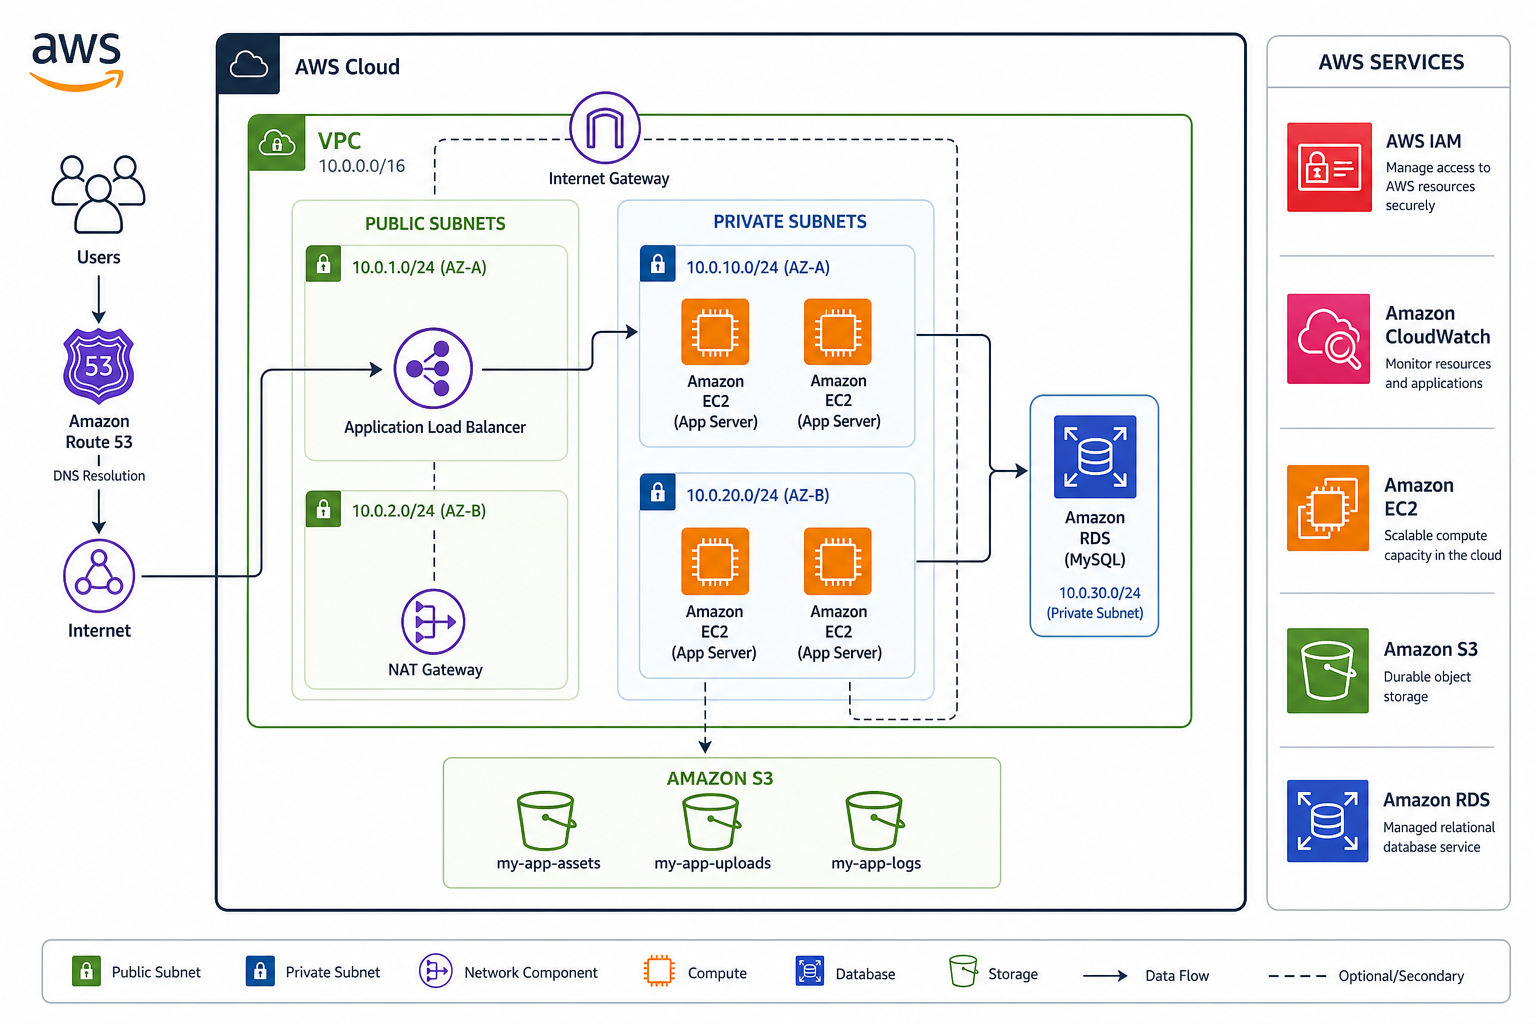 aws
AWS Cloud
VPC
10.0.0.0/16
Internet Gateway
Users
53
Amazon
Route 53
DNS Resolution
Internet
PUBLIC SUBNETS
10.0.1.0/24 (AZ-A)
Application Load Balancer
10.0.2.0/24 (AZ-B)
NAT Gateway
PRIVATE SUBNETS
10.0.10.0/24 (AZ-A)
Amazon
EC2
(App Server)
Amazon
EC2
(App Server)
10.0.20.0/24 (AZ-B)
Amazon
EC2
(App Server)
Amazon
EC2
(App Server)
Amazon
RDS
(MySQL)
10.0.30.0/24
(Private Subnet)
AMAZON S3
my-app-assets
my-app-uploads
my-app-logs
AWS SERVICES
AWS IAM
Manage access to
AWS resources
securely
Amazon
CloudWatch
Monitor resources
and applications
Amazon
EC2
Scalable compute
capacity in the cloud
Amazon S3
Durable object
storage
Amazon RDS
Managed relational
database service
Public Subnet
Private Subnet
Network Component
Compute
Database
Storage
Data Flow
Optional/Secondary